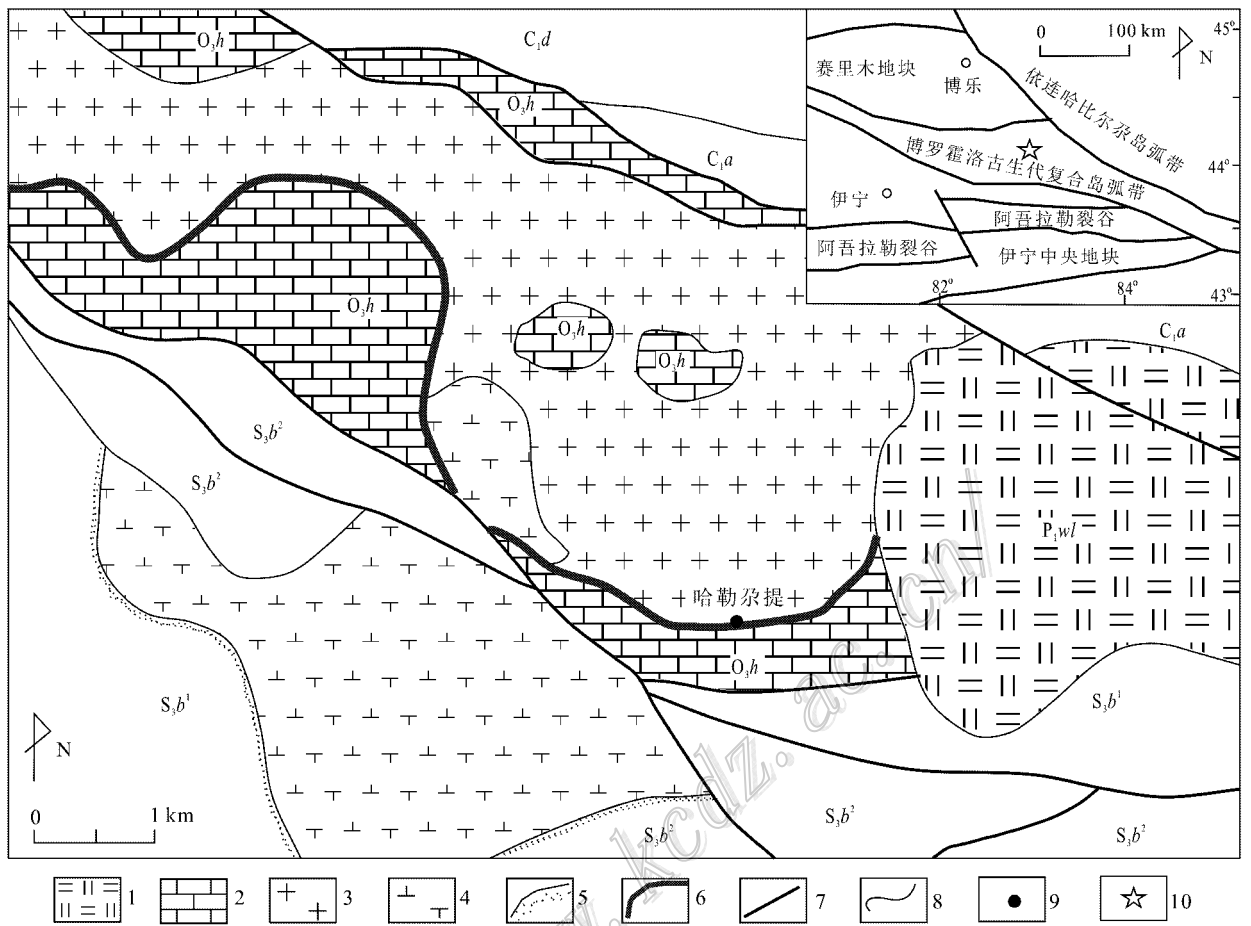 O₃h
C₁d
O₃h
C₁a
O₃h
O₃h
O₃h
S₃b²
S₃b²
S₃b¹
哈勒尕提
O₃h
P₁wl
C₁a
S₃b¹
S₃b²
S₃b²
S₃b²
N
0 1 km
0 100 km
N
赛里木地块
博乐
依连哈比尔尕岛弧带
博罗霍洛古生代复合岛弧带
伊宁
阿吾拉勒裂谷
阿吾拉勒裂谷
伊宁中央地块
45°
44°
43°
82°
84°
1 2 3 4 5 6 7 8 9 10
www.kcdz.ac.cn/